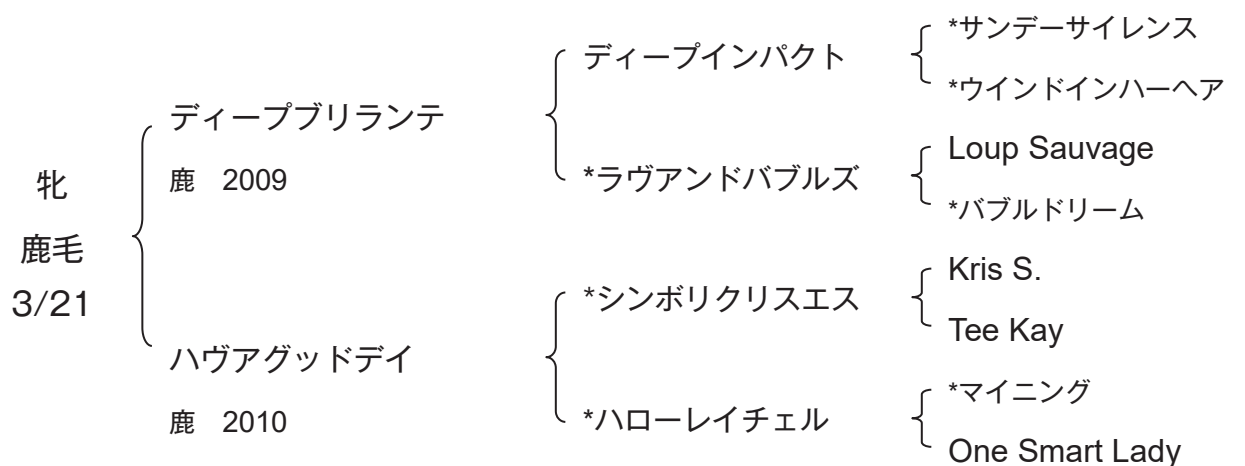 牝
鹿毛
3/21
ディープブリランテ
鹿 2009
ハヴアグッドデイ
鹿 2010
ディープインパクト
*ラヴアンドバブルズ
*シンボリクリスエス
*ハローレイチェル
*サンデーサイレンス
*ウインドインハーヘア
Loup Sauvage
*バブルドリーム
Kris S.
Tee Kay
*マイニング
One Smart Lady